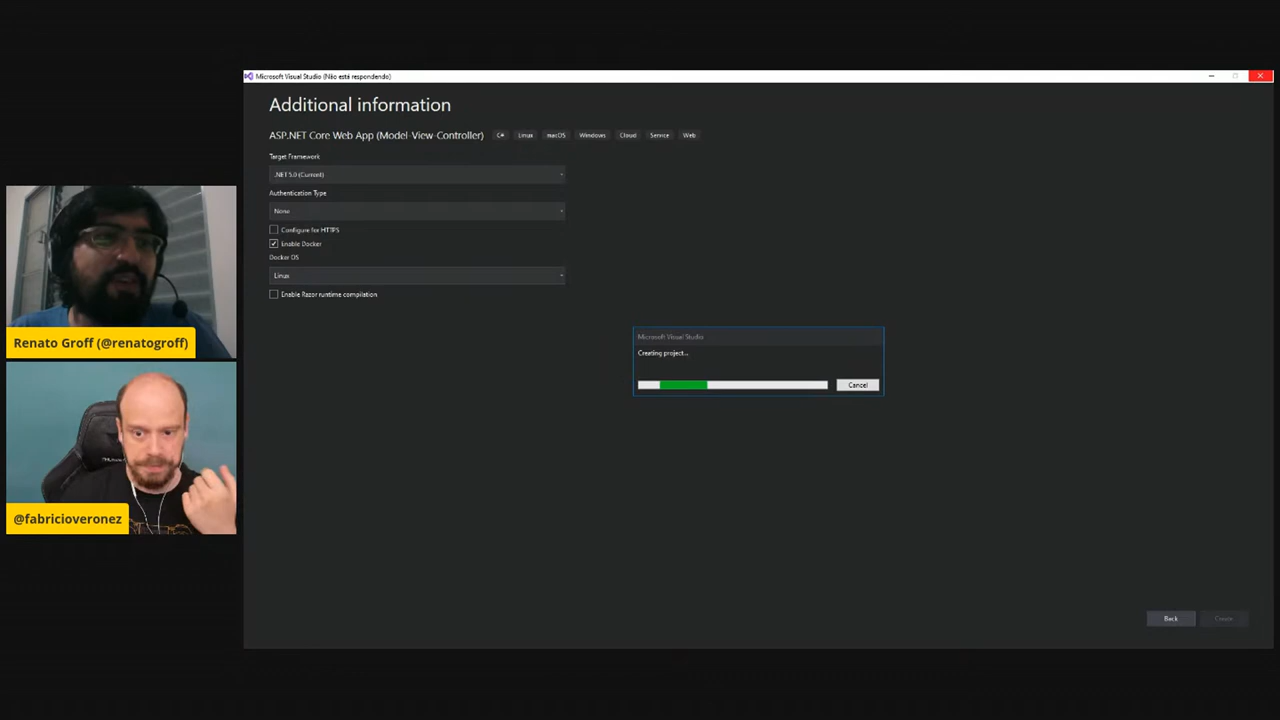 Microsoft Visual Studio (Não está respondendo)
Additional information
ASP.NET Core Web App (Model-View-Controller) C# Linux macOS Windows Cloud Service Web
Target Framework
.NET 5.0 (Current)
Authentication Type
None
Configure for HTTPS
Enable Docker
Docker OS
Linux
Enable Razor runtime compilation
Microsoft Visual Studio
Creating project...
Cancel
Renato Groff (@renatogroff)
@fabricioveronez
Back
Create